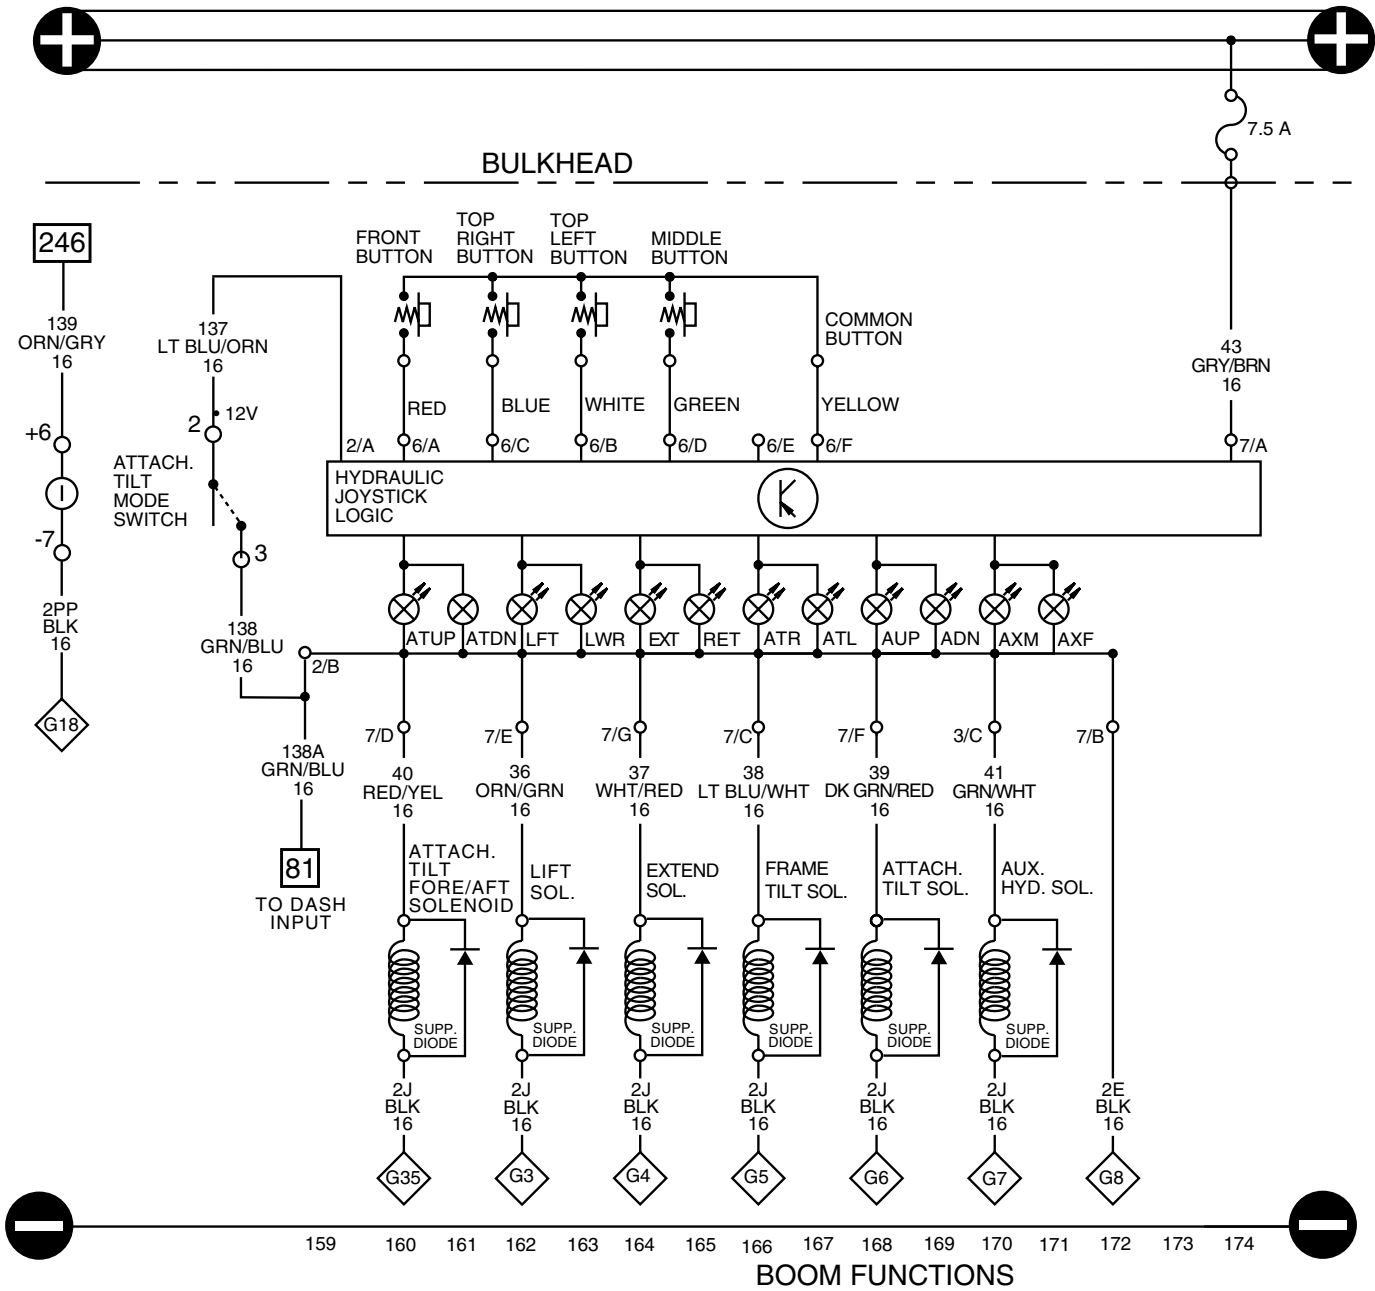 7.5 A
BULKHEAD
246
139
ORN/GRY
16
+6
-7
2PP
BLK
16
G18
137
LT BLU/ORN
16
12V
2
ATTACH.
TILT
MODE
SWITCH
3
138
GRN/BLU
16
2/B
138A
GRN/BLU
16
81
TO DASH
INPUT
FRONT
BUTTON
TOP
RIGHT
BUTTON
TOP
LEFT
BUTTON
MIDDLE
BUTTON
COMMON
BUTTON
RED
BLUE
WHITE
GREEN
YELLOW
43
GRY/BRN
16
2/A
6/A
6/C
6/B
6/D
6/E
6/F
7/A
HYDRAULIC
JOYSTICK
LOGIC
ATUP
ATDN
LFT
LWR
EXT
RET
ATR
ATL
AUP
ADN
AXM
AXF
7/D
7/E
7/G
7/C
7/F
3/C
7/B
40
RED/YEL
16
36
ORN/GRN
16
37
WHT/RED
16
38
LT BLU/WHT
16
39
DK GRN/RED
16
41
GRN/WHT
16
ATTACH.
TILT
FORE/AFT
SOLENOID
LIFT
SOL.
EXTEND
SOL.
FRAME
TILT SOL.
ATTACH.
TILT SOL.
AUX.
HYD. SOL.
SUPP.
DIODE
SUPP.
DIODE
SUPP.
DIODE
SUPP.
DIODE
SUPP.
DIODE
SUPP.
DIODE
2J
BLK
16
2J
BLK
16
2J
BLK
16
2J
BLK
16
2J
BLK
16
2J
BLK
16
2E
BLK
16
G35
G3
G4
G5
G6
G7
G8
159 160 161 162 163 164 165 166 167 168 169 170 171 172 173 174
BOOM FUNCTIONS